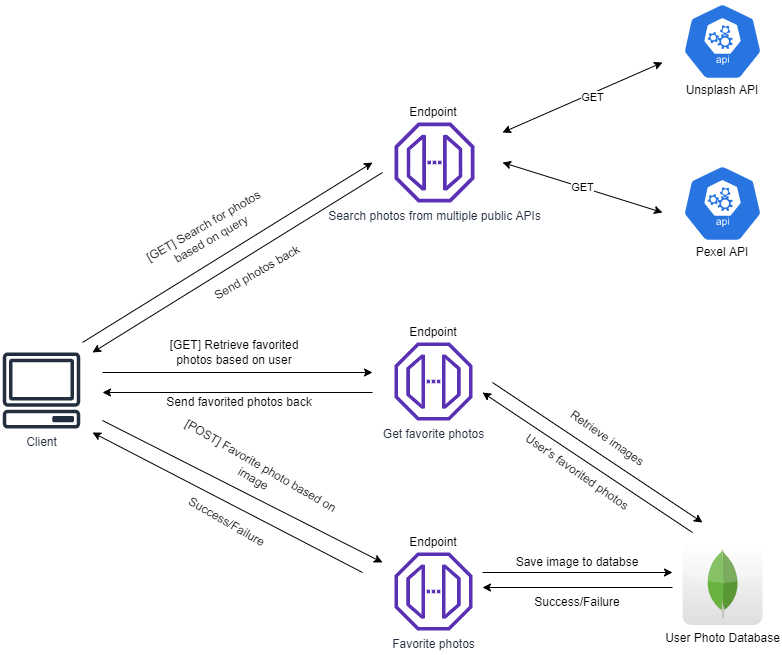 api
Unsplash API
GET
Endpoint
Search photos from multiple public APIs
GET
api
Pexel API
[GET] Search for photos
based on query
Send photos back
Endpoint
[GET] Retrieve favorited
photos based on user
Send favorited photos back
Client
Get favorite photos
Retrieve images
User's favorited photos
[POST] Favorite photo based on
image
Success/Failure
Endpoint
Save image to databse
Success/Failure
Favorite photos
User Photo Database